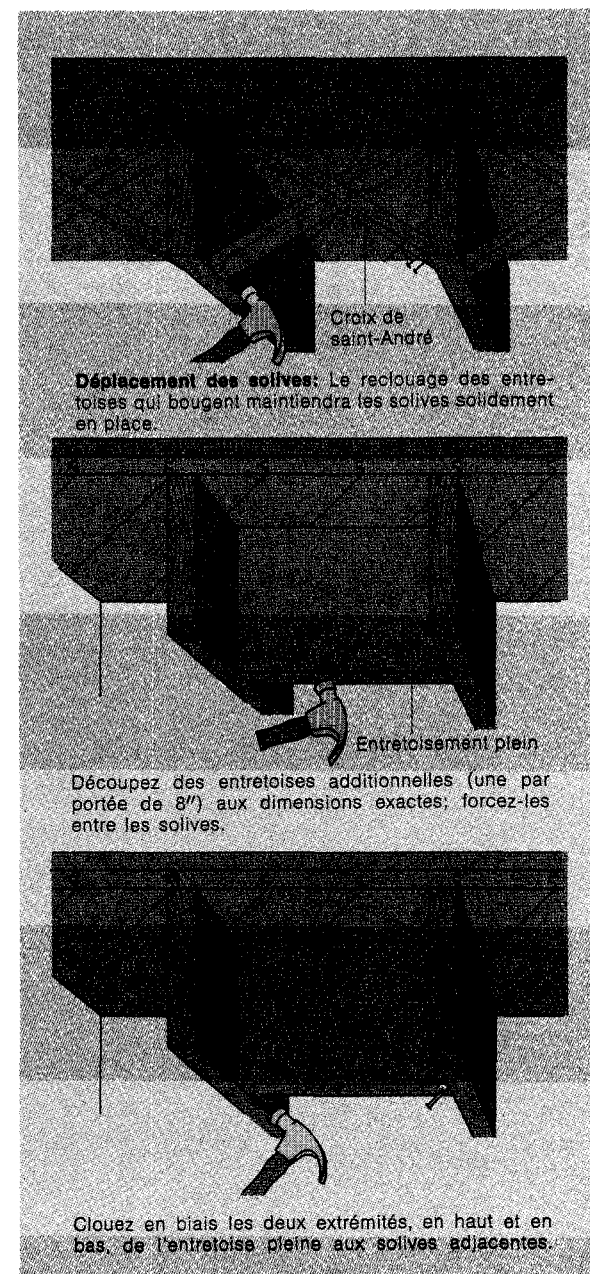 Croix de
saint-André
Déplacement des solives: Le reclouage des entre-
toises qui bougent maintiendra les solives solidement
en place.
Entretoisement plein
Découpez des entretoises additionnelles (une par
portée de 8″) aux dimensions exactes; forcez-les
entre les solives.
Clouez en biais les deux extrémités, en haut et en
bas, de l'entretoise pleine aux solives adjacentes.